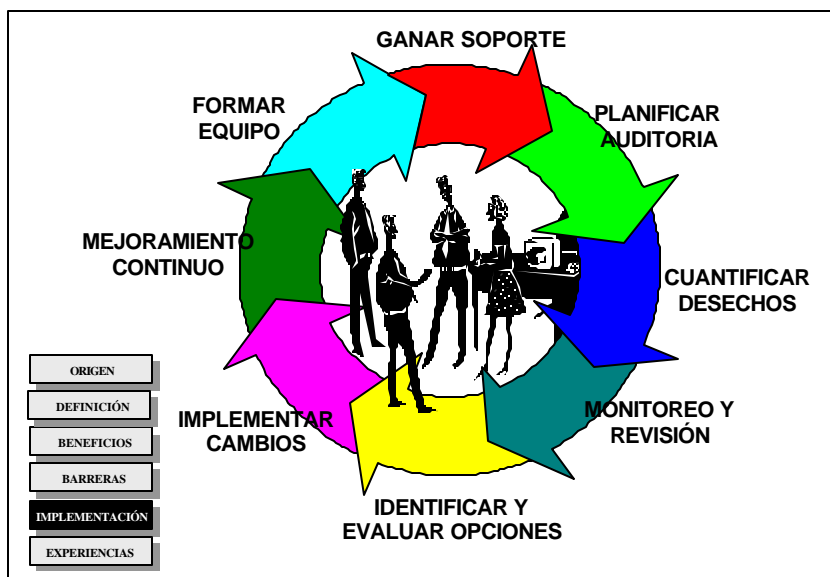 GANAR SOPORTE
PLANIFICAR
AUDITORIA
CUANTIFICAR
DESECHOS
MONITOREO Y
REVISIÓN
IDENTIFICAR Y
EVALUAR OPCIONES
IMPLEMENTAR
CAMBIOS
MEJORAMIENTO
CONTINUO
FORMAR
EQUIPO
ORIGEN
DEFINICIÓN
BENEFICIOS
BARRERAS
IMPLEMENTACIÓN
EXPERIENCIAS